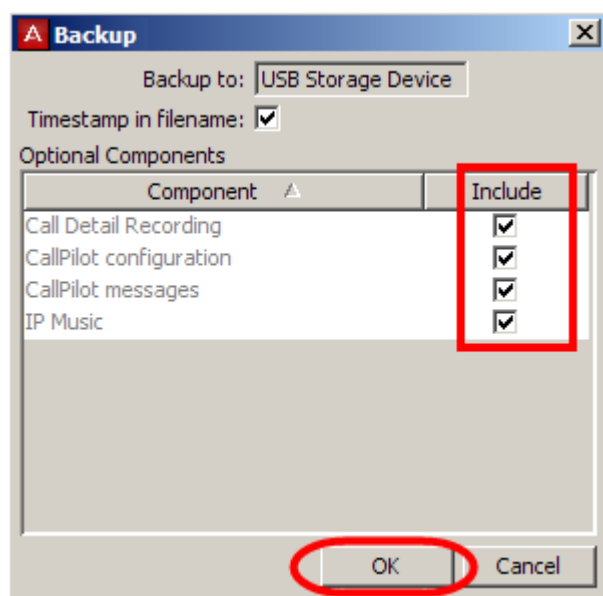 Backup
Backup to: USB Storage Device
Timestamp in filename:
Optional Components
Component Include
Call Detail Recording
CallPilot configuration
CallPilot messages
IP Music
OK Cancel